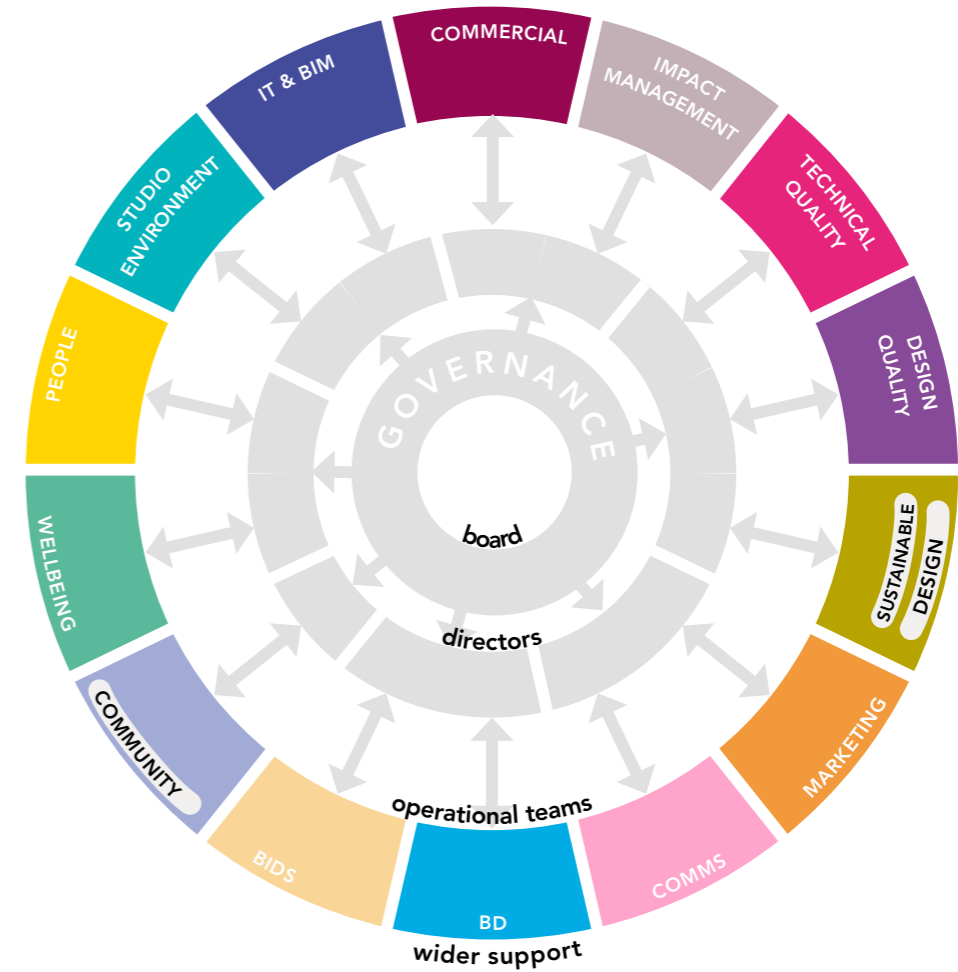 COMMERCIAL
IMPACT
MANAGEMENT
TECHNICAL
QUALITY
DESIGN
QUALITY
SUSTAINABLE
DESIGN
MARKETING
COMMS
BD
BIDS
COMMUNITY
WELLBEING
PEOPLE
STUDIO
ENVIRONMENT
IT & BIM
GOVERNANCE
board
directors
operational teams
wider support